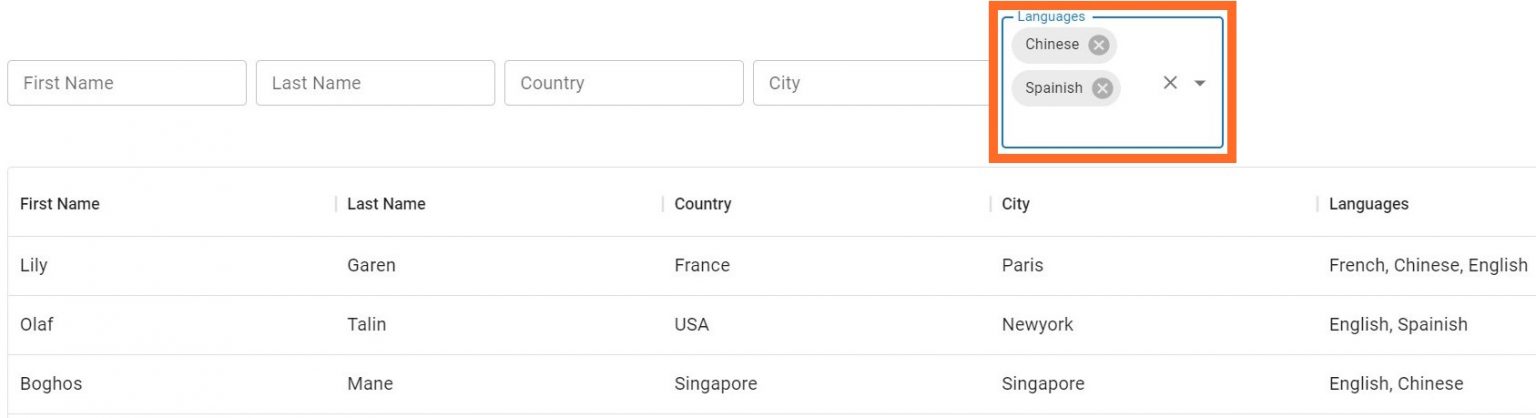 Languages
Chinese
Spainish
First Name Last Name Country City
First Name Last Name Country City Languages
Lily Garen France Paris French, Chinese, English
Olaf Talin USA Newyork English, Spainish
Boghos Mane Singapore Singapore English, Chinese